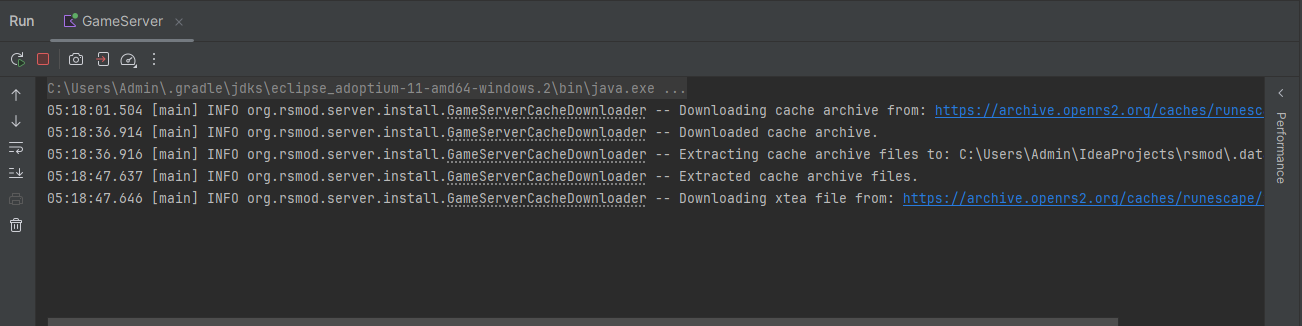 Run
GameServer
C:\Users\Admin\.gradle\jdks\eclipse_adoptium-11-amd64-windows.2\bin\java.exe ...
05:18:01.504 [main] INFO org.rsmod.server.install.GameServerCacheDownloader -- Downloading cache archive from: https://archive.openrs2.org/caches/runesc
05:18:36.914 [main] INFO org.rsmod.server.install.GameServerCacheDownloader -- Downloaded cache archive.
05:18:36.916 [main] INFO org.rsmod.server.install.GameServerCacheDownloader -- Extracting cache archive files to: C:\Users\Admin\IdeaProjects\rsmod\.dat
05:18:47.637 [main] INFO org.rsmod.server.install.GameServerCacheDownloader -- Extracted cache archive files.
05:18:47.646 [main] INFO org.rsmod.server.install.GameServerCacheDownloader -- Downloading xtea file from: https://archive.openrs2.org/caches/runescape/
Performance